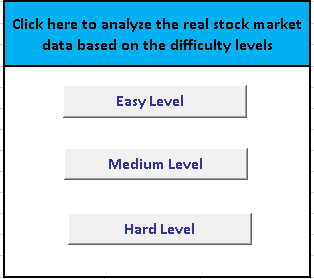 Click here to analyze the real stock market
data based on the difficulty levels
Easy Level
Medium Level
Hard Level